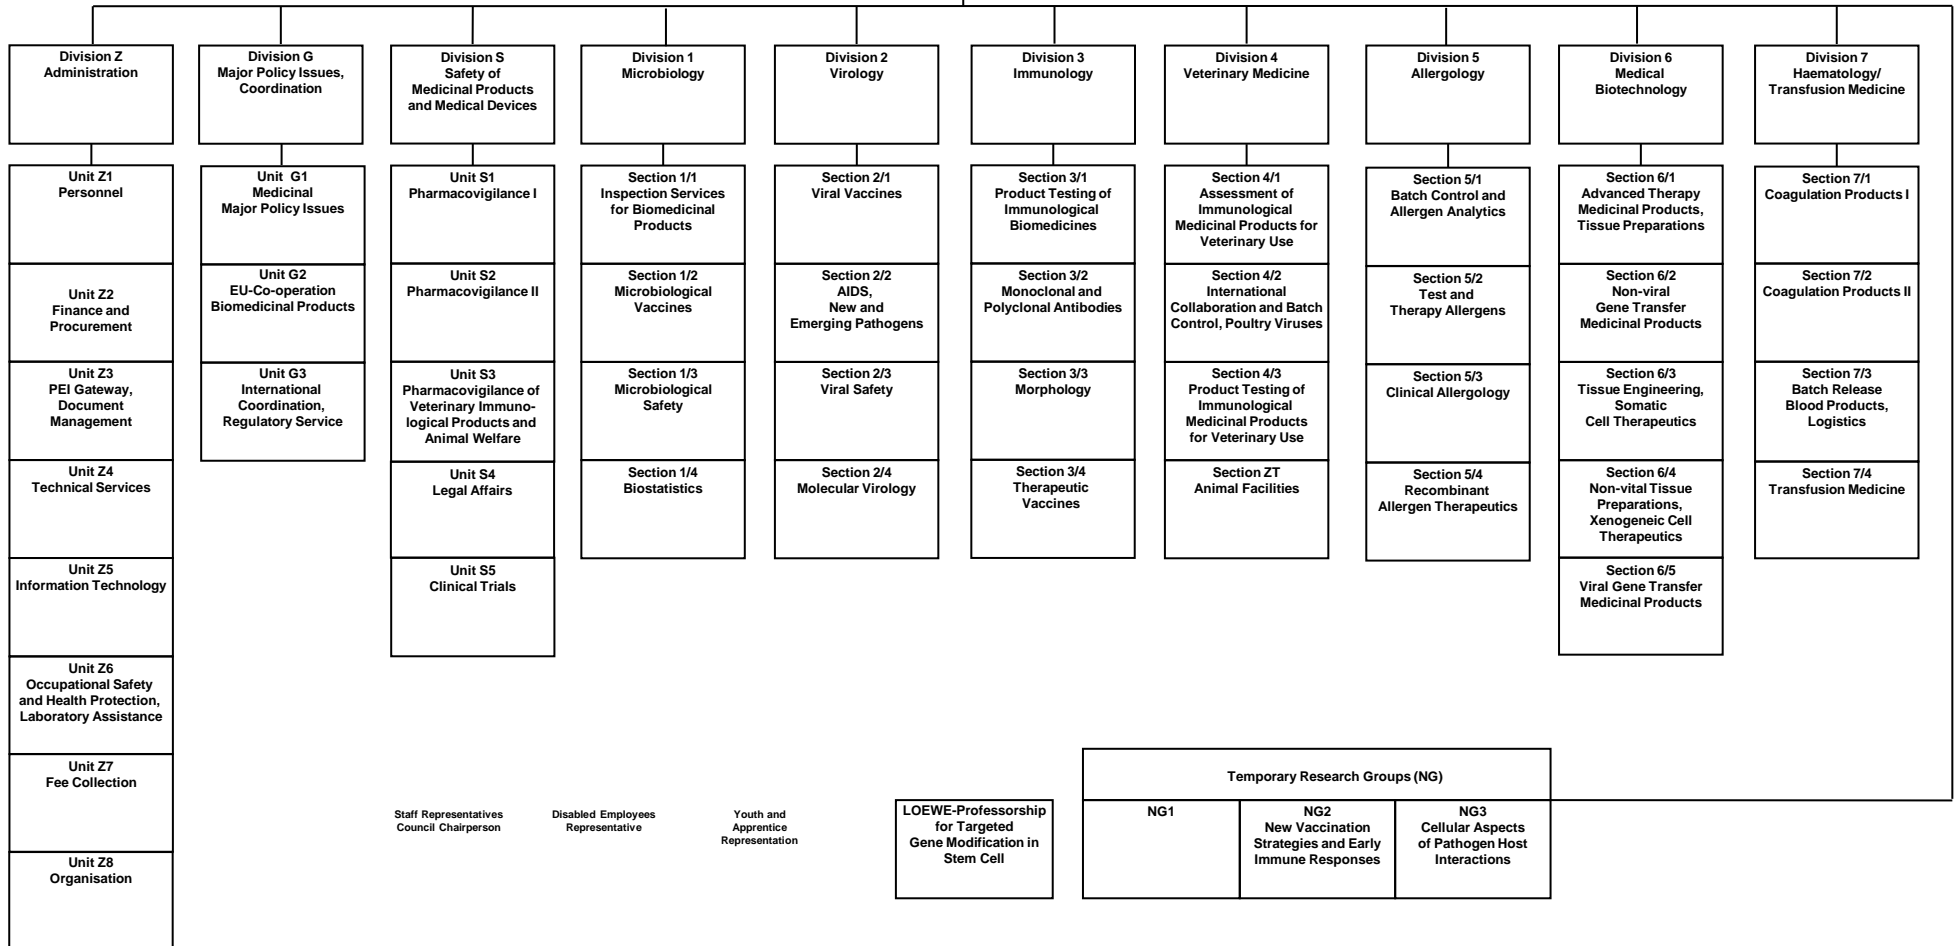 Division Z
Administration
Division G
Major Policy Issues,
Coordination
Division S
Safety of
Medicinal Products
and Medical Devices
Division 1
Microbiology
Division 2
Virology
Division 3
Immunology
Division 4
Veterinary Medicine
Division 5
Allergology
Division 6
Medical
Biotechnology
Division 7
Haematology/
Transfusion Medicine
Unit Z1
Personnel
Unit Z2
Finance and
Procurement
Unit Z3
PEI Gateway,
Document
Management
Unit Z4
Technical Services
Unit Z5
Information Technology
Unit Z6
Occupational Safety
and Health Protection,
Laboratory Assistance
Unit Z7
Fee Collection
Unit Z8
Organisation
Unit G1
Medicinal
Major Policy Issues
Unit G2
EU-Co-operation
Biomedicinal Products
Unit G3
International
Coordination,
Regulatory Service
Unit S1
Pharmacovigilance I
Unit S2
Pharmacovigilance II
Unit S3
Pharmacovigilance of
Veterinary Immuno-
logical Products and
Animal Welfare
Unit S4
Legal Affairs
Unit S5
Clinical Trials
Section 1/1
Inspection Services
for Biomedicinal
Products
Section 1/2
Microbiological
Vaccines
Section 1/3
Microbiological
Safety
Section 1/4
Biostatistics
Section 2/1
Viral Vaccines
Section 2/2
AIDS,
New and
Emerging Pathogens
Section 2/3
Viral Safety
Section 2/4
Molecular Virology
Section 3/1
Product Testing of
Immunological
Biomedicines
Section 3/2
Monoclonal and
Polyclonal Antibodies
Section 3/3
Morphology
Section 3/4
Therapeutic
Vaccines
Section 4/1
Assessment of
Immunological
Medicinal Products for
Veterinary Use
Section 4/2
International
Collaboration and Batch
Control, Poultry Viruses
Section 4/3
Product Testing of
Immunological
Medicinal Products
for Veterinary Use
Section ZT
Animal Facilities
Section 5/1
Batch Control and
Allergen Analytics
Section 5/2
Test and
Therapy Allergens
Section 5/3
Clinical Allergology
Section 5/4
Recombinant
Allergen Therapeutics
Section 6/1
Advanced Therapy
Medicinal Products,
Tissue Preparations
Section 6/2
Non-viral
Gene Transfer
Medicinal Products
Section 6/3
Tissue Engineering,
Somatic
Cell Therapeutics
Section 6/4
Non-vital Tissue
Preparations,
Xenogeneic Cell
Therapeutics
Section 6/5
Viral Gene Transfer
Medicinal Products
Section 7/1
Coagulation Products I
Section 7/2
Coagulation Products II
Section 7/3
Batch Release
Blood Products,
Logistics
Section 7/4
Transfusion Medicine
Staff Representatives
Council Chairperson
Disabled Employees
Representative
Youth and
Apprentice
Representation
LOEWE-Professorship
for Targeted
Gene Modification in
Stem Cell
Temporary Research Groups (NG)
NG1
NG2
New Vaccination
Strategies and Early
Immune Responses
NG3
Cellular Aspects
of Pathogen Host
Interactions